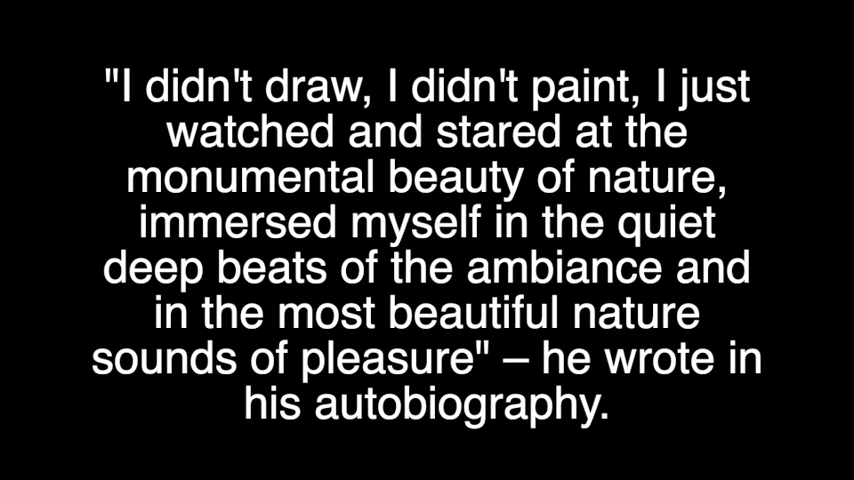 "I didn't draw, I didn't paint, I just
watched and stared at the
monumental beauty of nature,
immersed myself in the quiet
deep beats of the ambiance and
in the most beautiful nature
sounds of pleasure" – he wrote in
his autobiography.